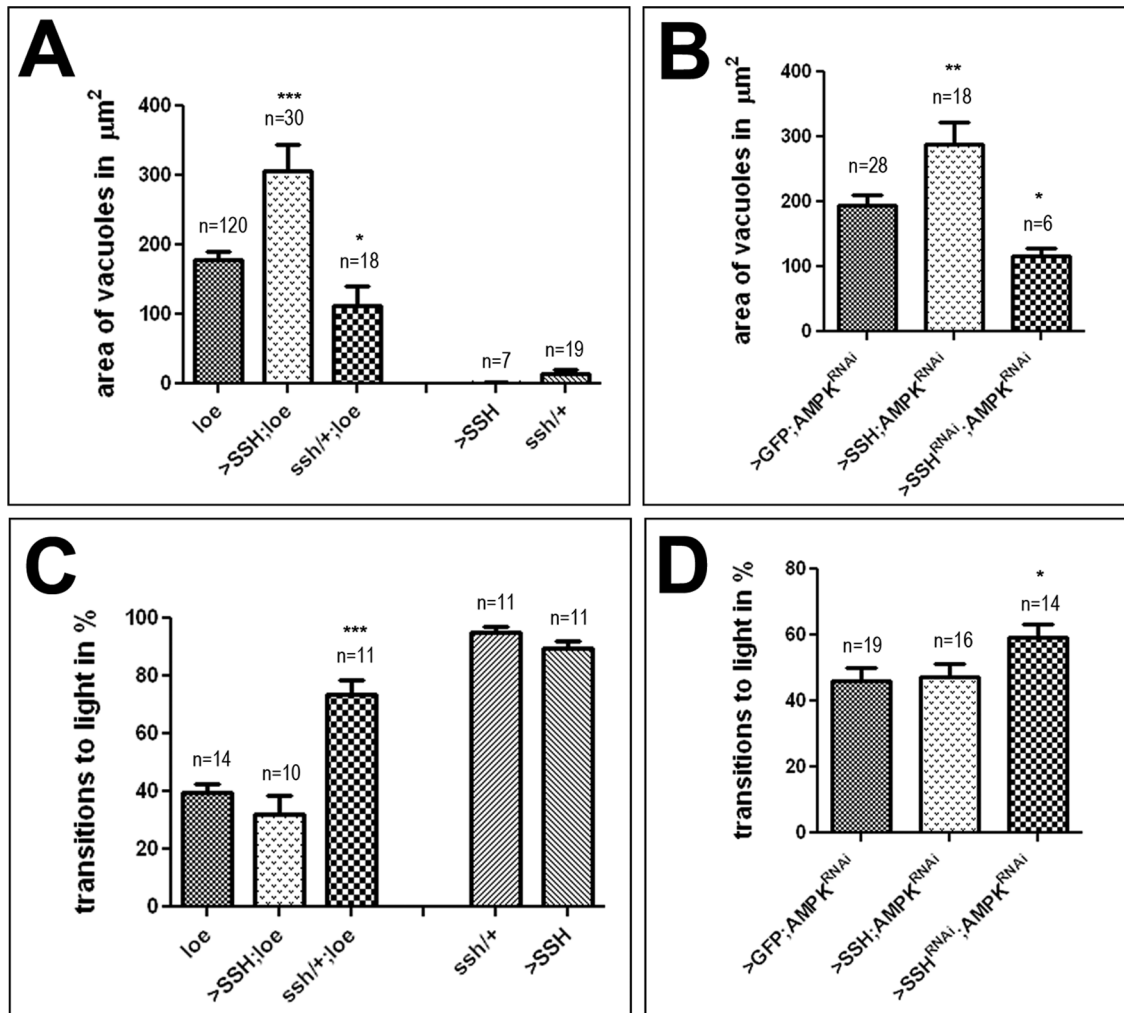 A
area of vacuoles in μm²
400
300
200
100
0
n=120
***
n=30
*
n=18
n=7
n=19
loe
>SSH;loe
ssh/+;loe
>SSH
ssh/+
B
area of vacuoles in μm²
400
300
200
100
0
n=28
**
n=18
*
n=6
>GFP;AMPK^RNAi
>SSH;AMPK^RNAi
>SSH^RNAi;AMPK^RNAi
C
transitions to light in %
100
80
60
40
20
0
n=14
n=10
***
n=11
n=11
n=11
loe
>SSH;loe
ssh/+;loe
ssh/+
>SSH
D
transitions to light in %
80
60
40
20
0
n=19
n=16
*
n=14
>GFP;AMPK^RNAi
>SSH;AMPK^RNAi
>SSH^RNAi;AMPK^RNAi